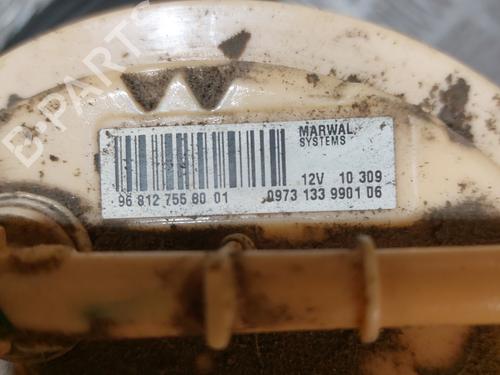 MARWAL
SYSTEMS
12V 10 309
96 812 755 80 01
0973 133 9901 06
B-PARTS